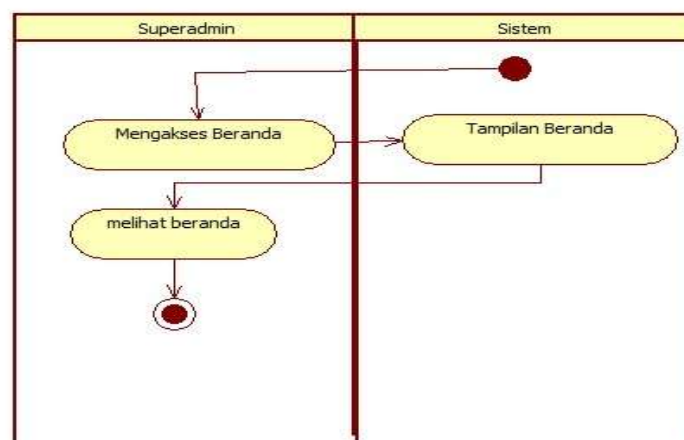 Superadmin
Sistem
Mengakses Beranda
Tampilan Beranda
melihat beranda